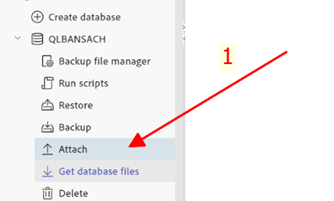 Create database
QLBANSACH
Backup file manager
Run scripts
Restore
Backup
Attach
Get database files
Delete
1